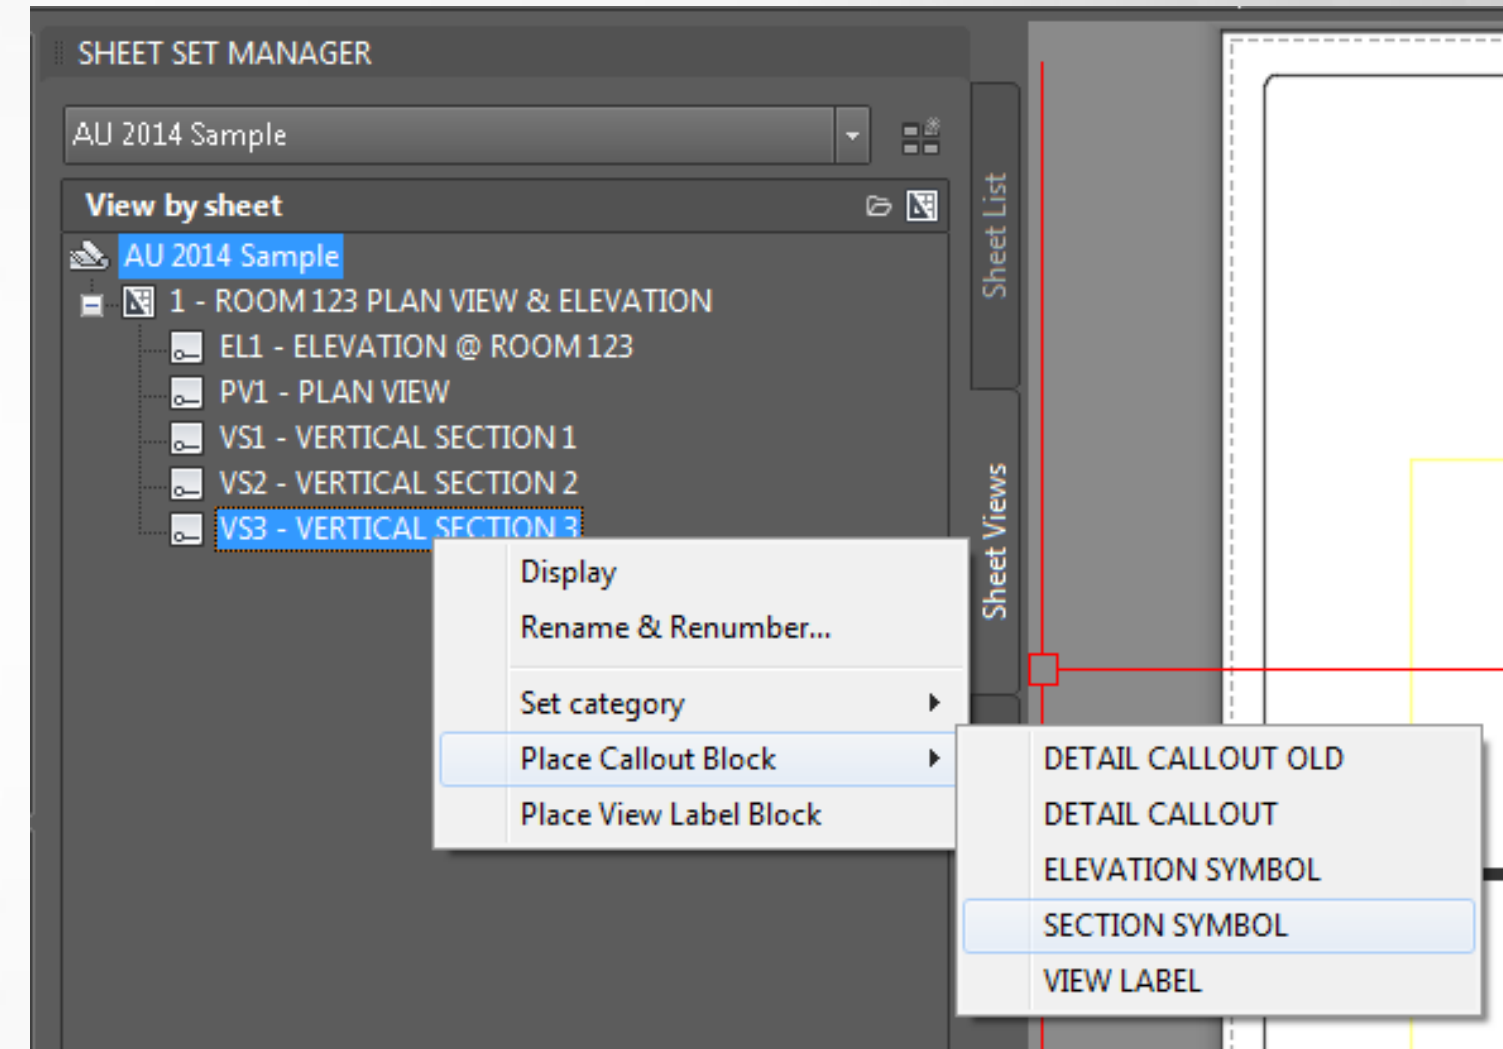 SHEET SET MANAGER
AU 2014 Sample
View by sheet
AU 2014 Sample
1 - ROOM 123 PLAN VIEW & ELEVATION
EL1 - ELEVATION @ ROOM 123
PV1 - PLAN VIEW
VS1 - VERTICAL SECTION 1
VS2 - VERTICAL SECTION 2
VS3 - VERTICAL SECTION 3
Display
Rename & Renumber...
Set category
Place Callout Block
Place View Label Block
DETAIL CALLOUT OLD
DETAIL CALLOUT
ELEVATION SYMBOL
SECTION SYMBOL
VIEW LABEL
Sheet List
Sheet Views